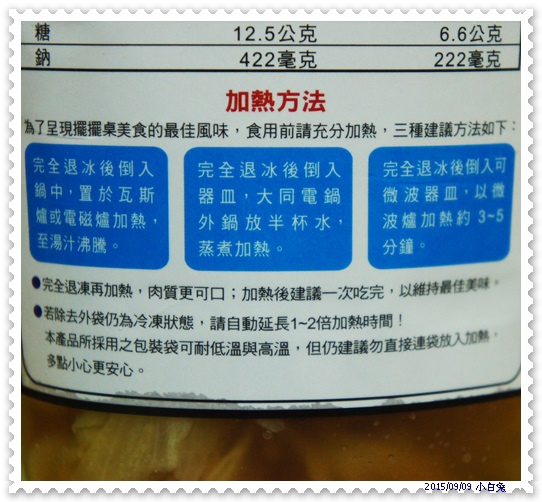 糖 12.5公克 6.6公克
鈉 422毫克 222毫克
加熱方法
為了呈現擺擺桌美食的最佳風味，食用前請充分加熱，三種建議方法如下：
完全退冰後倒入
鍋中，置於瓦斯
爐或電磁爐加熱，
至湯汁沸騰。
完全退冰後倒入
器皿，大同電鍋
外鍋放半杯水，
蒸煮加熱。
完全退冰後倒入可
微波器皿，以微
波爐加熱約 3~5
分鐘。
●完全退凍再加熱，肉質更可口；加熱後建議一次吃完，以維持最佳美味。
●若除去外袋仍為冷凍狀態，請自動延長1~2倍加熱時間！
本產品所採用之包裝袋可耐低溫與高溫，但仍建議勿直接連袋放入加熱，
多點小心更安心。
2015/09/09 小白兔